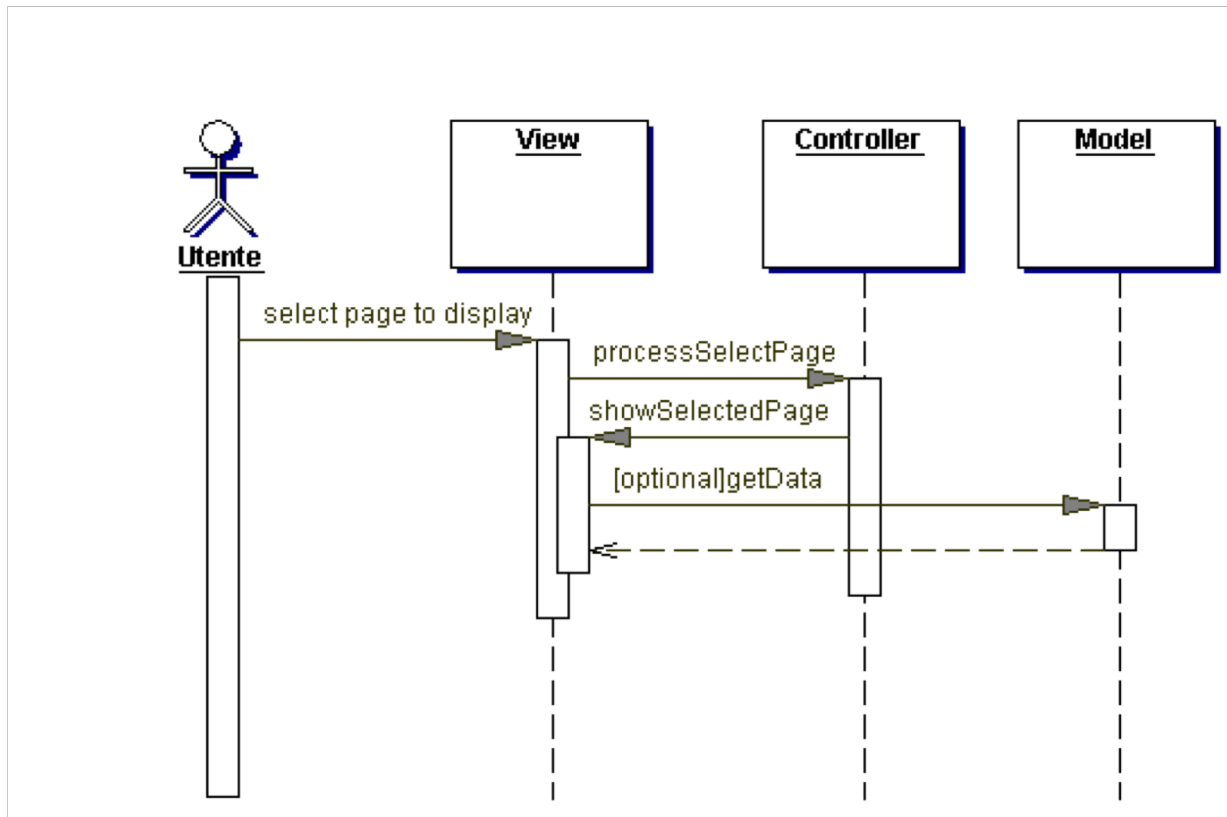 View
Controller
Model
Utente
select page to display
processSelectPage
showSelectedPage
[optional]getData